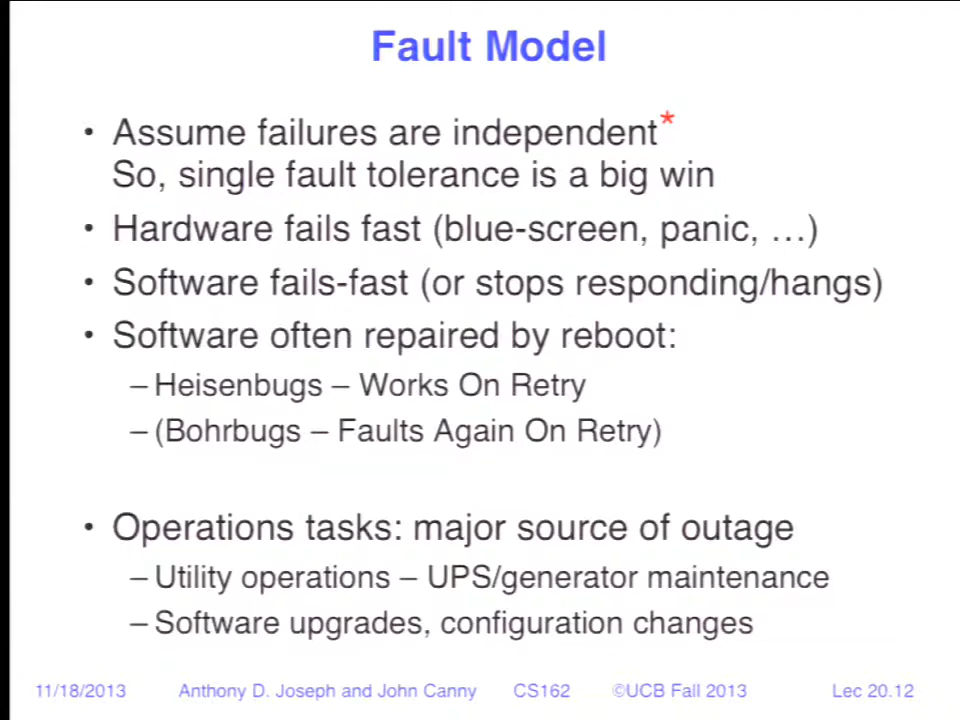 Fault Model
• Assume failures are independent*
So, single fault tolerance is a big win
• Hardware fails fast (blue-screen, panic, …)
• Software fails-fast (or stops responding/hangs)
• Software often repaired by reboot:
– Heisenbugs – Works On Retry
– (Bohrbugs – Faults Again On Retry)
• Operations tasks: major source of outage
– Utility operations – UPS/generator maintenance
– Software upgrades, configuration changes
11/18/2013 Anthony D. Joseph and John Canny CS162 ©UCB Fall 2013 Lec 20.12